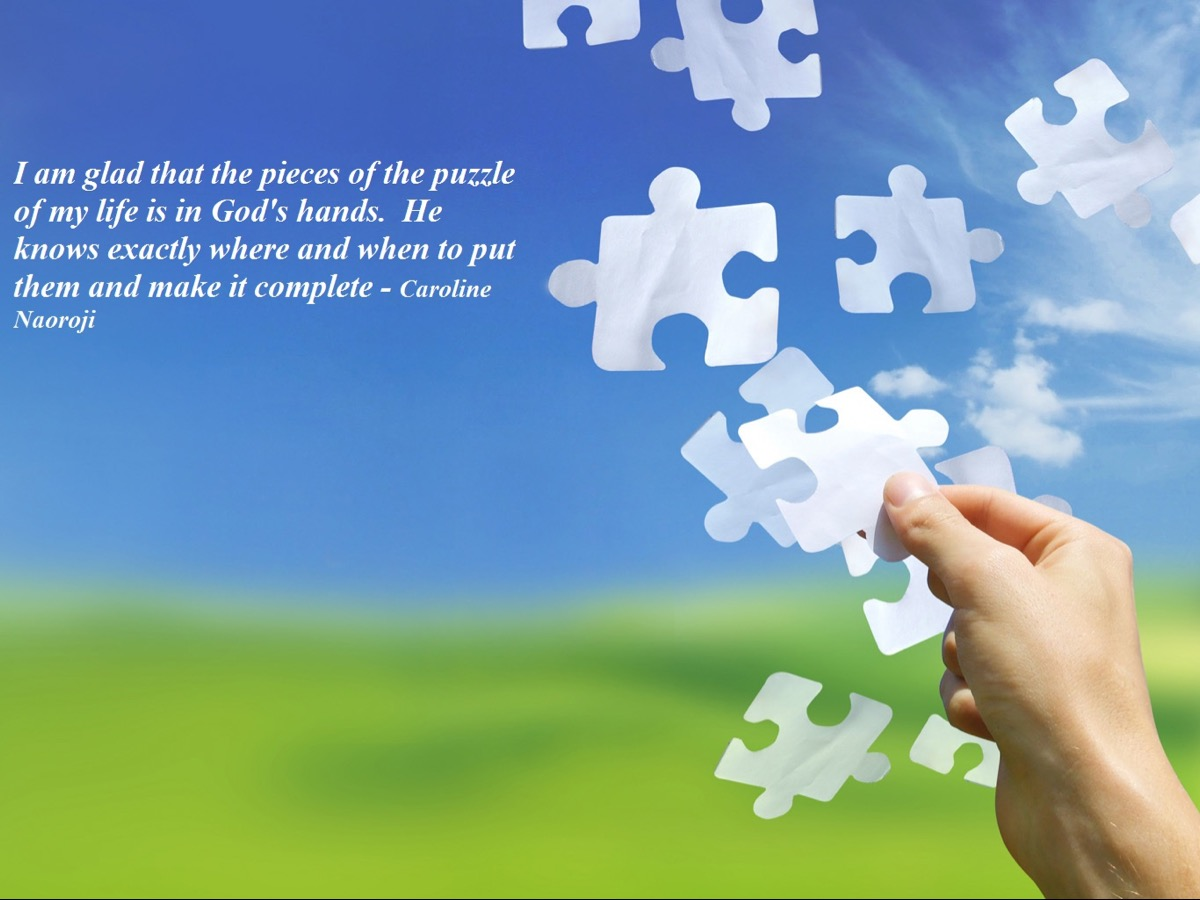 I am glad that the pieces of the puzzle
of my life is in God's hands.  He
knows exactly where and when to put
them and make it complete - Caroline
Naoroji